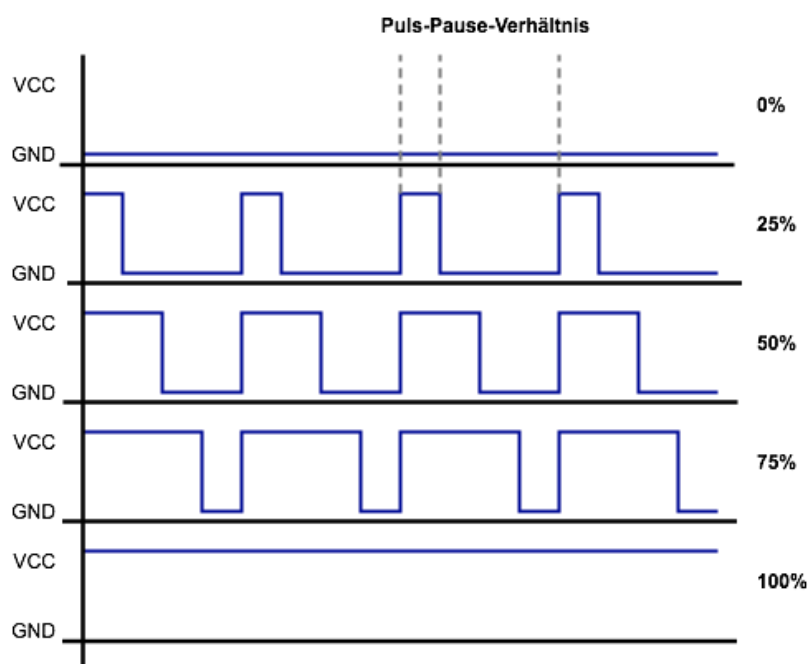 Puls-Pause-Verhältnis
VCC
0%
GND
VCC
25%
GND
VCC
50%
GND
VCC
75%
GND
VCC
100%
GND